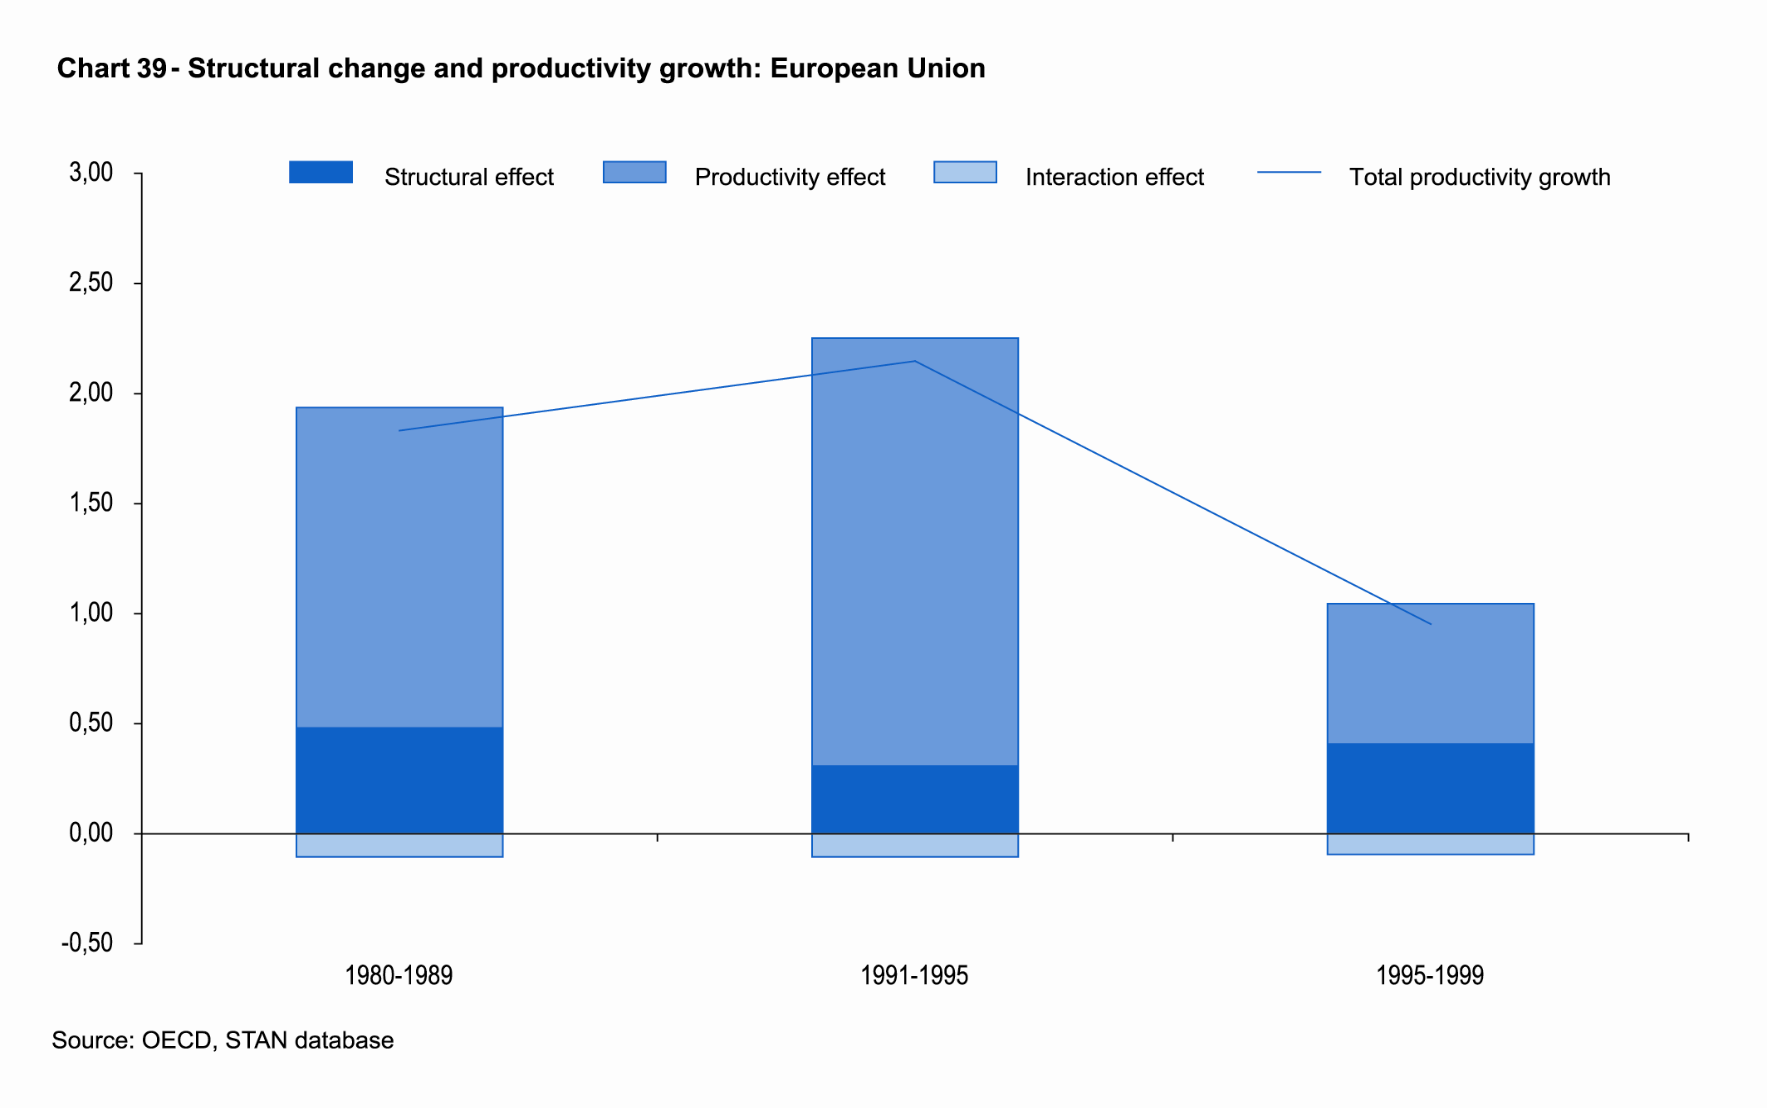 Chart 39 - Structural change and productivity growth: European Union
Structural effect Productivity effect Interaction effect Total productivity growth
3,00
2,50
2,00
1,50
1,00
0,50
0,00
-0,50
1980-1989 1991-1995 1995-1999
Source: OECD, STAN database